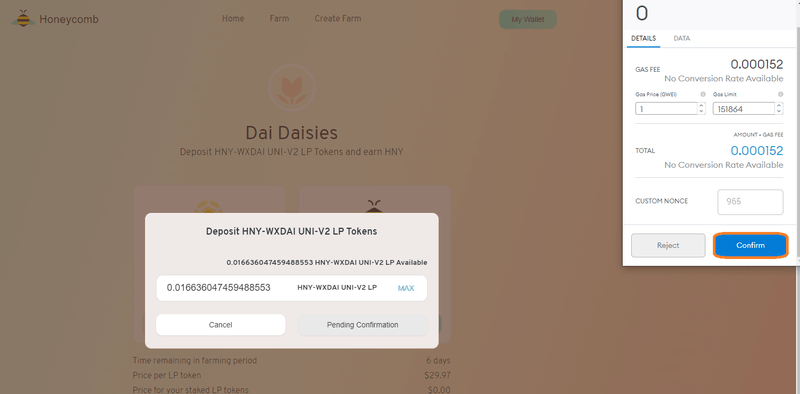 Honeycomb
Home Farm Create Farm
My Wallet
Dai Daisies
Deposit HNY-WXDAI UNI-V2 LP Tokens and earn HNY
Deposit HNY-WXDAI UNI-V2 LP Tokens
0.016636047459488553 HNY-WXDAI UNI-V2 LP Available
0.016636047459488553 HNY-WXDAI UNI-V2 LP MAX
Cancel Pending Confirmation
Time remaining in farming period 6 days
Price per LP token $29.97
Price for your staked LP tokens $0.00
0
DETAILS DATA
GAS FEE 0.000152
No Conversion Rate Available
Gas Price (GWEI) Gas Limit
1 151864
AMOUNT + GAS FEE
TOTAL 0.000152
No Conversion Rate Available
CUSTOM NONCE 965
Reject Confirm